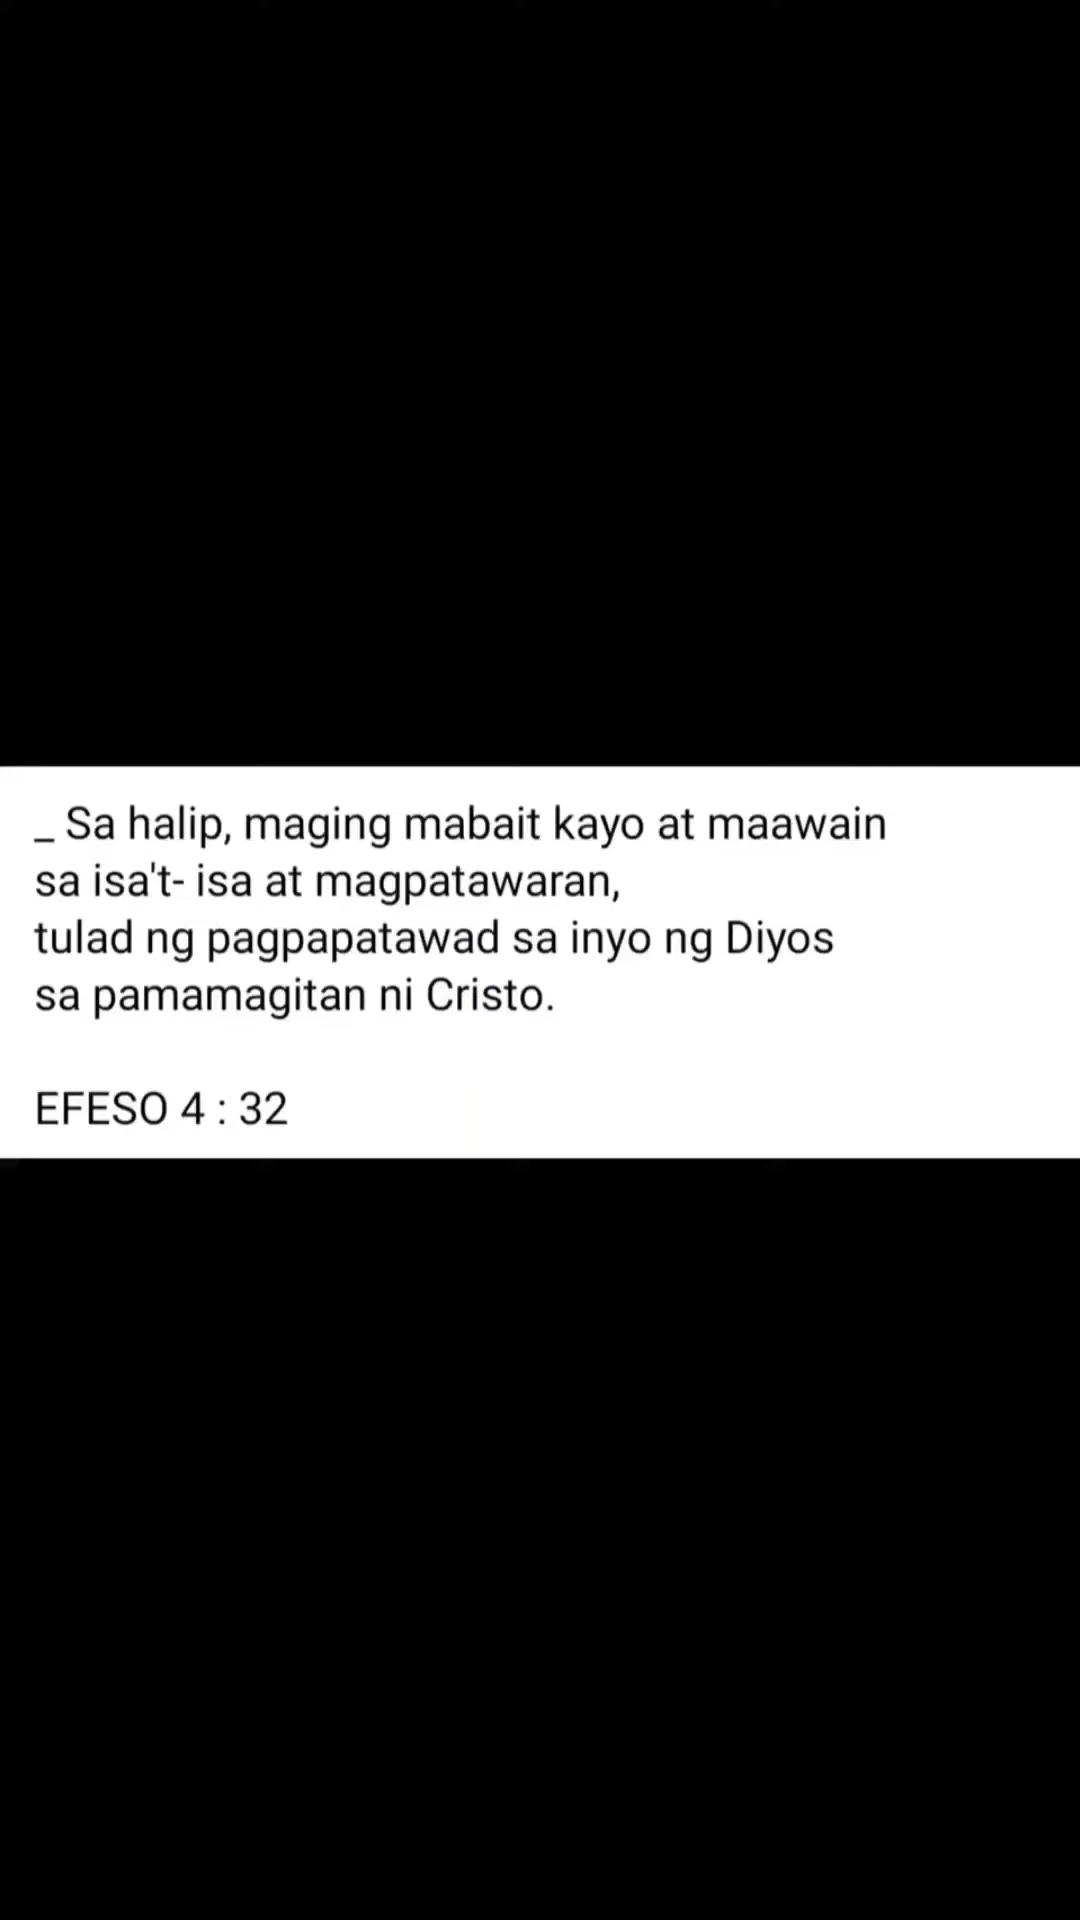 _ Sa halip, maging mabait kayo at maawain
sa isa't- isa at magpatawaran,
tulad ng pagpapatawad sa inyo ng Diyos
sa pamamagitan ni Cristo.
EFESO 4 : 32